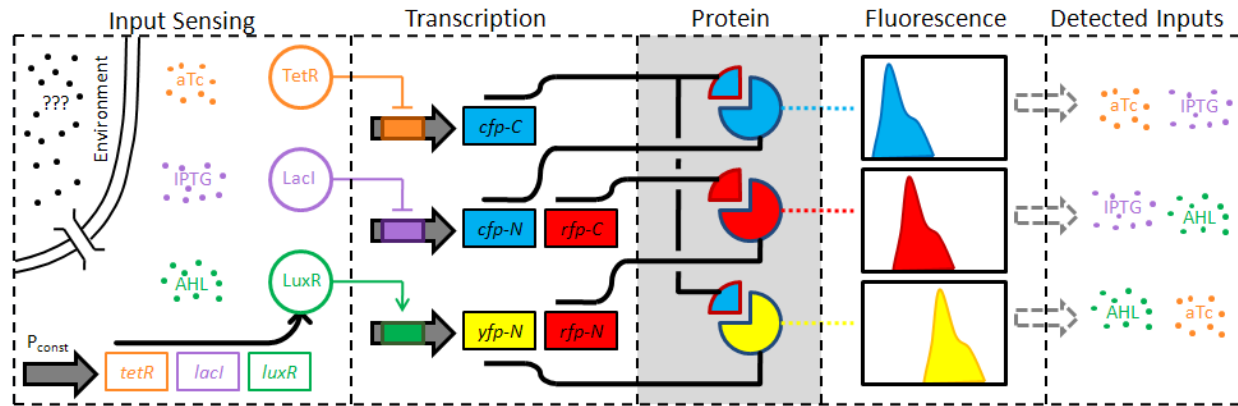 Input Sensing
Transcription
Protein
Fluorescence
Detected Inputs
???
Environment
aTc
TetR
cfp-C
aTc
IPTG
IPTG
LacI
cfp-N
rfp-C
IPTG
AHL
AHL
LuxR
yfp-N
rfp-N
AHL
aTc
Pconst
tetR
lacI
luxR